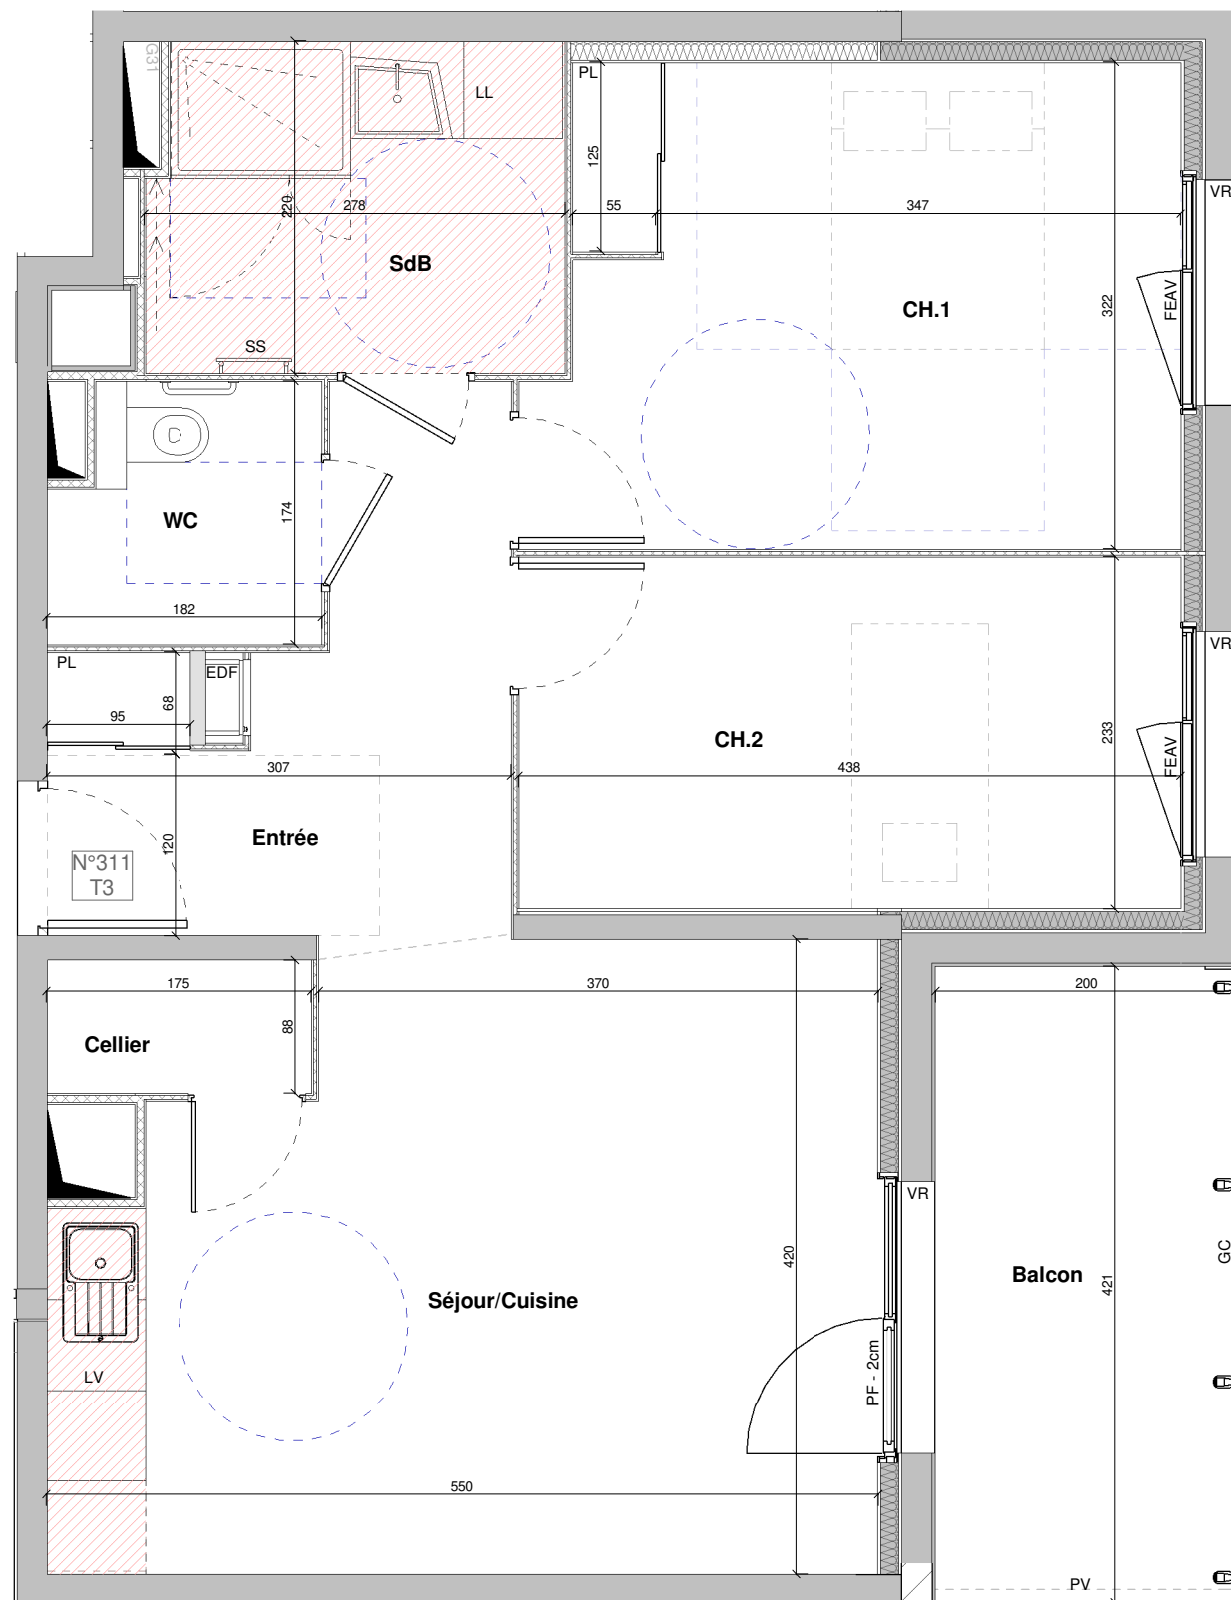 G31
LL
PL
125
VR
220
278
55
347
SdB
CH.1
FEAV
322
SS
WC
174
182
PL
EDF
68
95
VR
CH.2
233
FEAV
307
438
Entrée
120
N°311
T3
175
370
200
88
Cellier
VR
420
GC
421
Balcon
Séjour/Cuisine
PF - 2cm
LV
550
PV